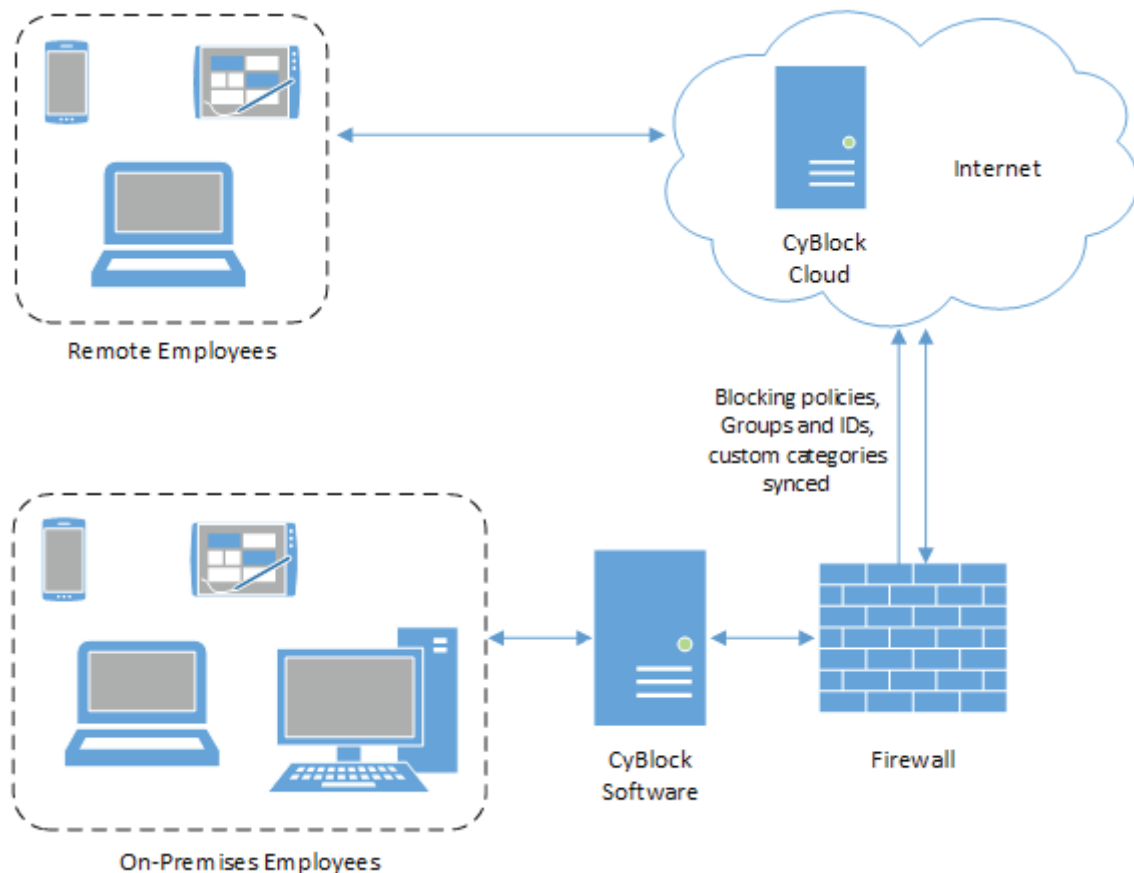 Internet
CyBlock
Cloud
Remote Employees
Blocking policies,
Groups and IDs,
custom categories
synced
CyBlock
Software
Firewall
On-Premises Employees